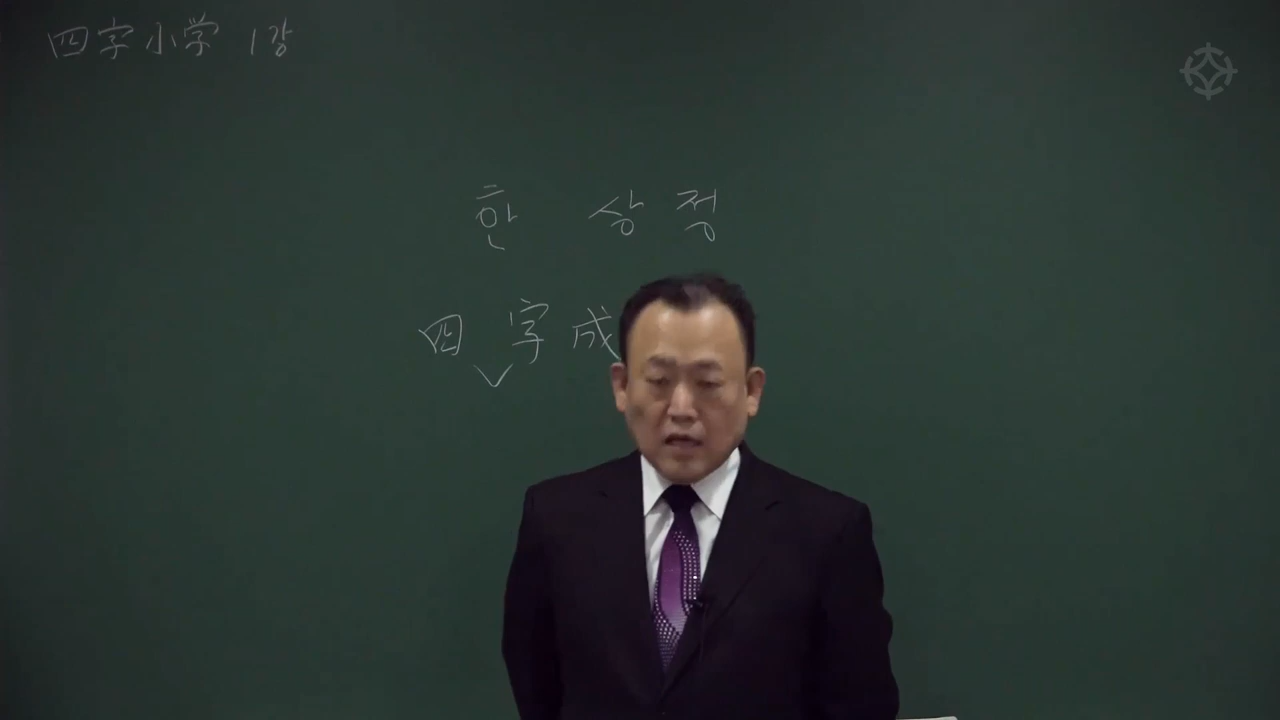 四字小学 1강
한 상정
四字成